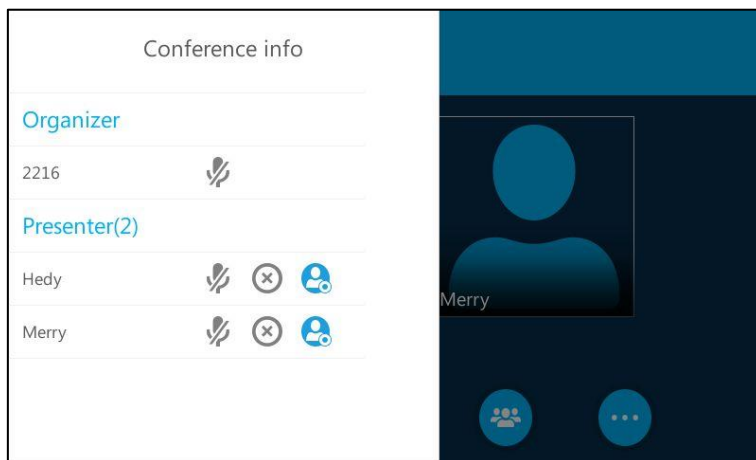 Conference info
Organizer
2216
Presenter(2)
Hedy
Merry
Merry